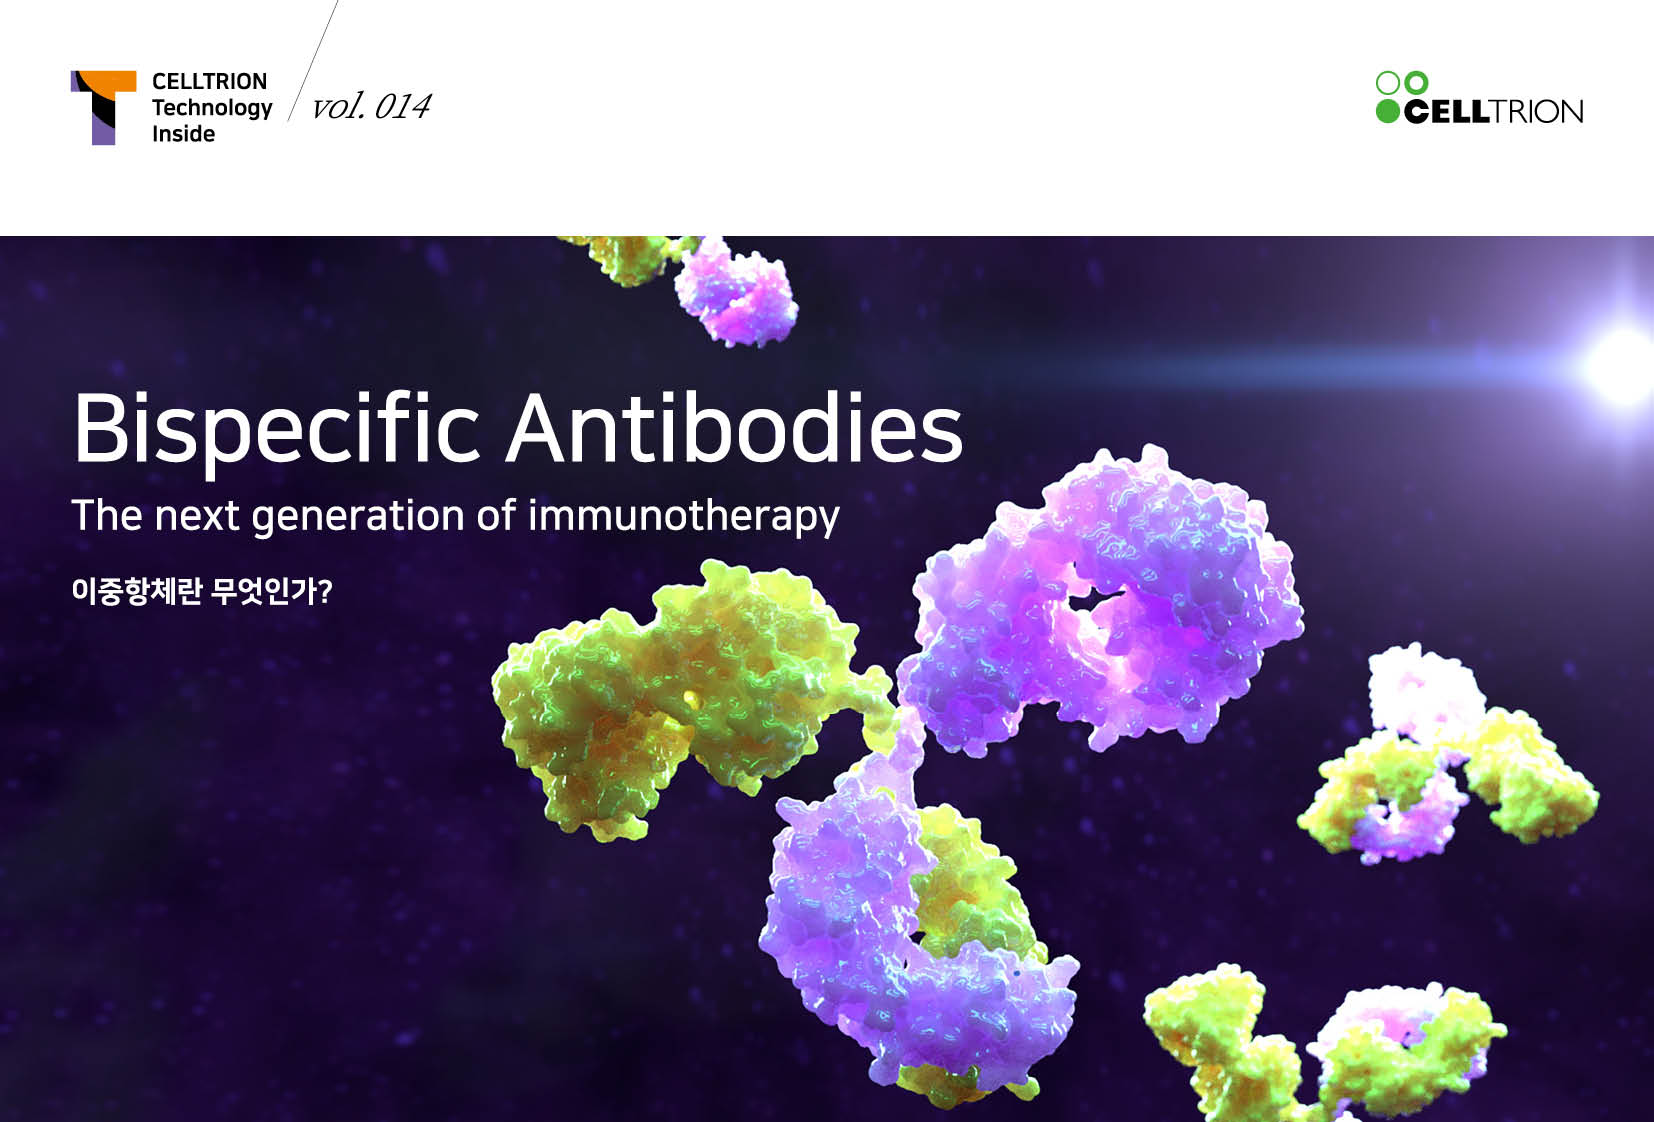 CELLTRION
Technology
Inside
vol. 014
CELLTRION
Bispecific Antibodies
The next generation of immunotherapy
이중항체란 무엇인가?